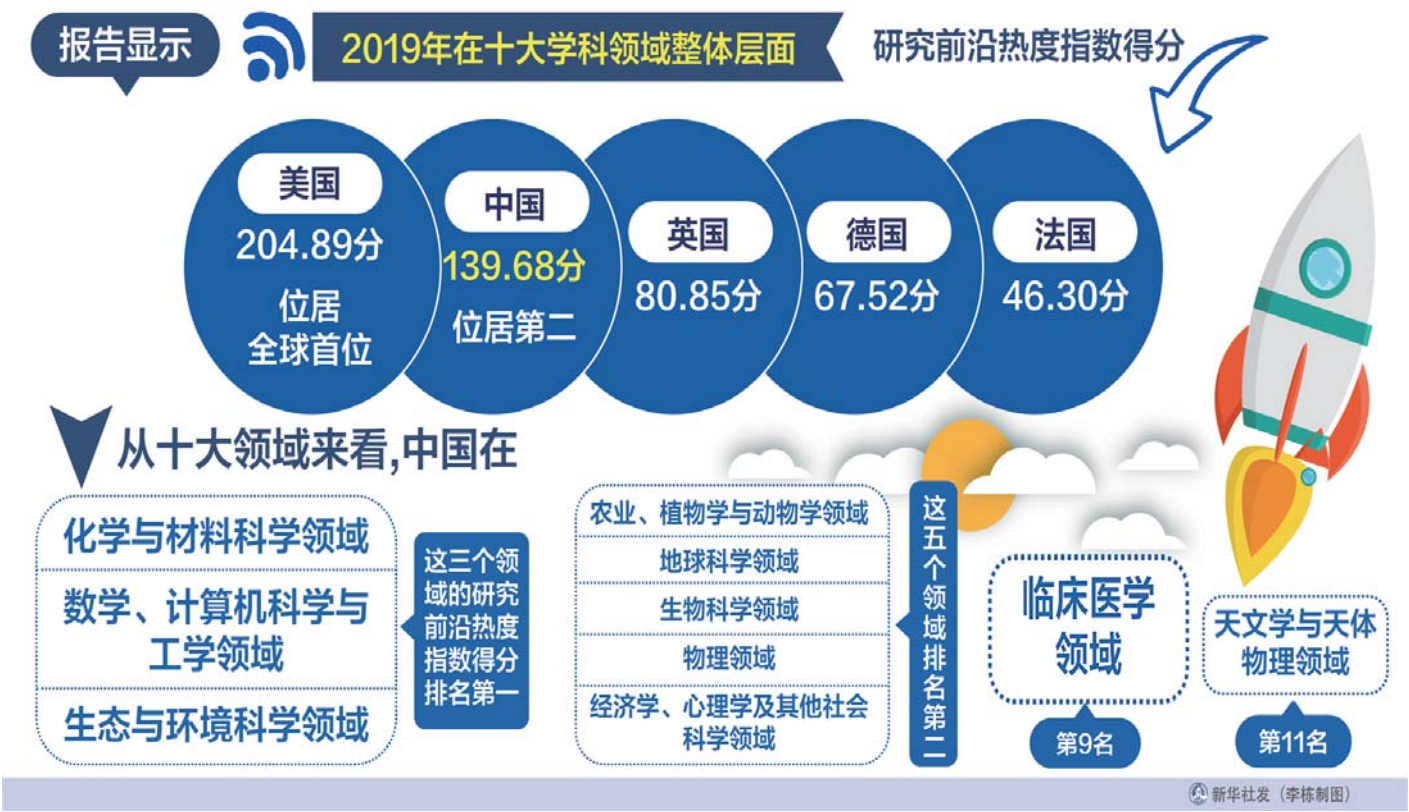 报告显示
2019年在十大学科领域整体层面
研究前沿热度指数得分
美国
204.89分
位居
全球首位
中国
139.68分
位居第二
英国
80.85分
德国
67.52分
法国
46.30分
从十大领域来看,中国在
化学与材料科学领域
数学、计算机科学与
工学领域
生态与环境科学领域
这三个领
域的研究
前沿热度
指数得分
排名第一
农业、植物学与动物学领域
地球科学领域
生物科学领域
物理领域
经济学、心理学及其他社会
科学领域
这五个领域排名第二
临床医学
领域
第9名
天文学与天体
物理领域
第11名
新华社发（李栋制图）